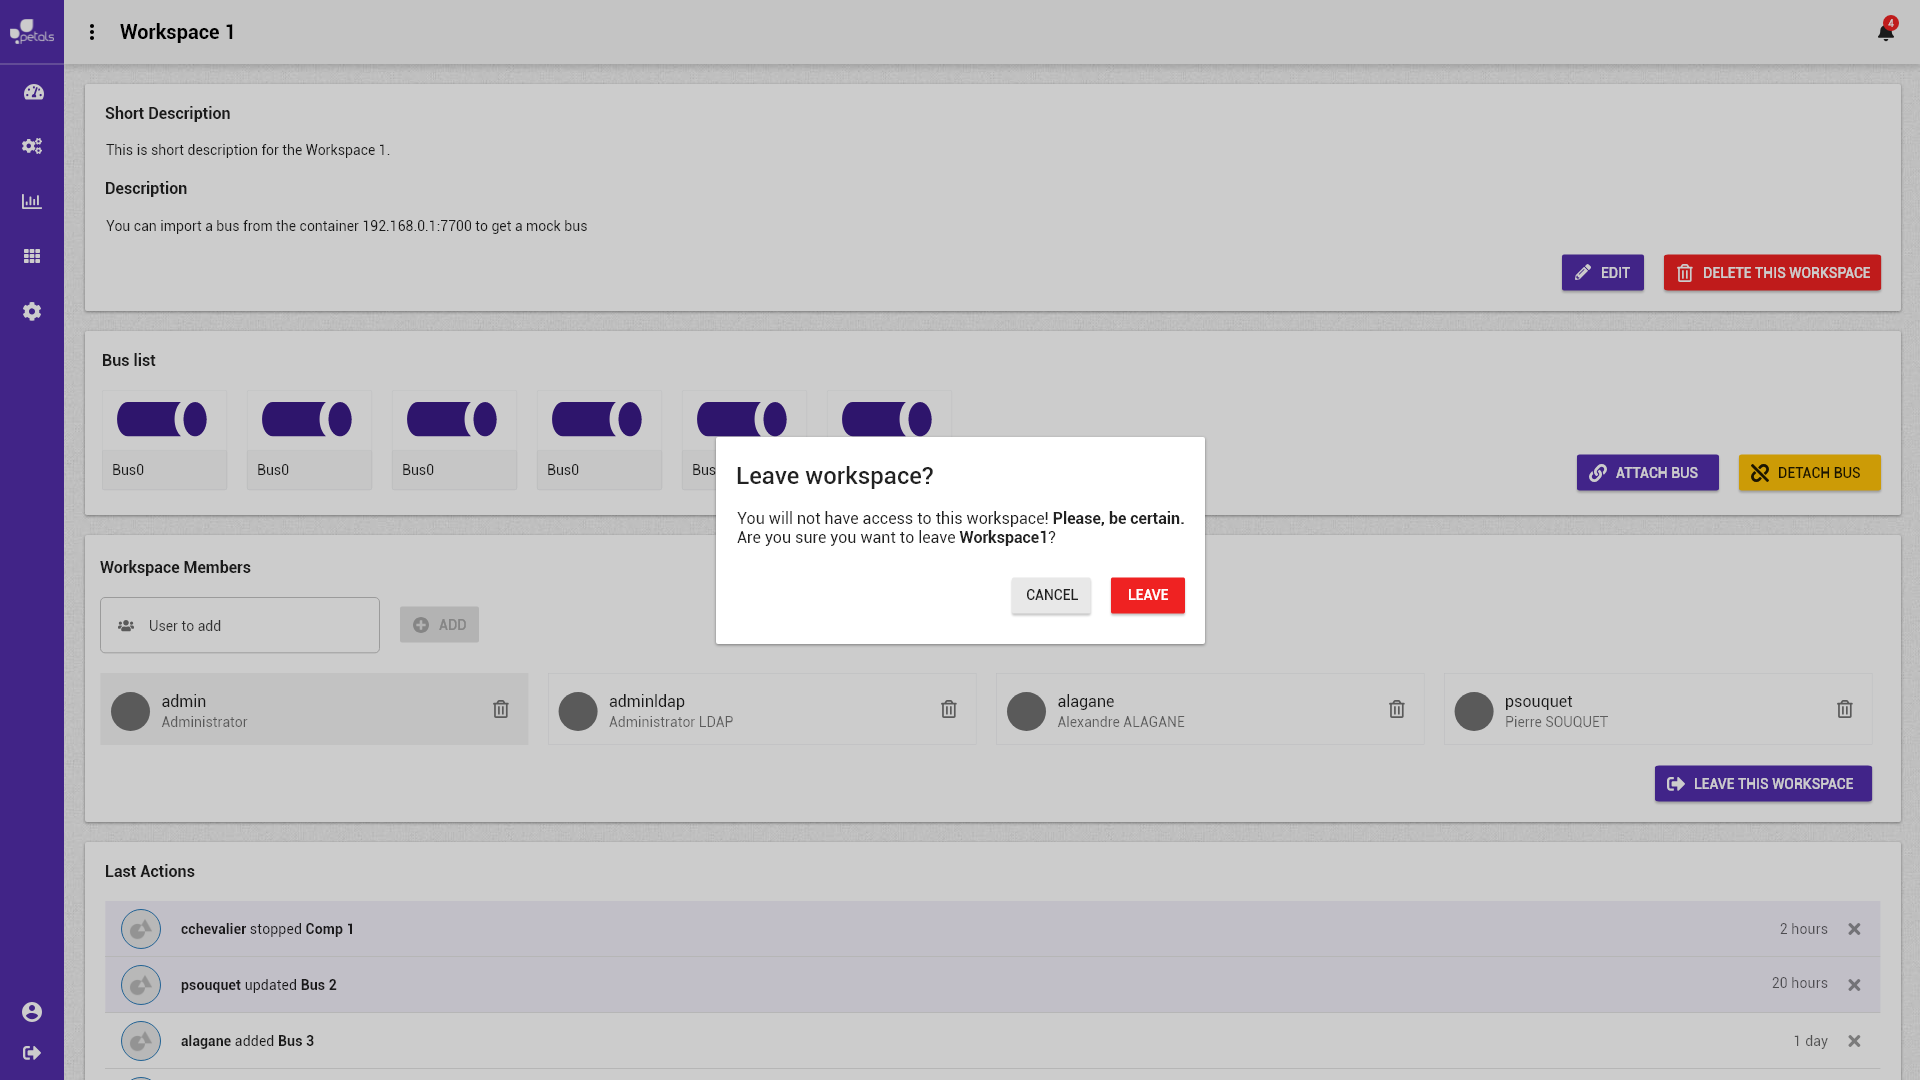 petals
Workspace 1
4
Short Description
This is short description for the Workspace 1.
Description
You can import a bus from the container 192.168.0.1:7700 to get a mock bus
EDIT
DELETE THIS WORKSPACE
Bus list
Bus0
Bus0
Bus0
Bus0
Bus
ATTACH BUS
DETACH BUS
Leave workspace?
You will not have access to this workspace! Please, be certain.
Are you sure you want to leave Workspace1?
CANCEL
LEAVE
Workspace Members
User to add
ADD
admin
Administrator
adminldap
Administrator LDAP
alagane
Alexandre ALAGANE
psouquet
Pierre SOUQUET
LEAVE THIS WORKSPACE
Last Actions
cchevalier stopped Comp 1
2 hours
psouquet updated Bus 2
20 hours
alagane added Bus 3
1 day